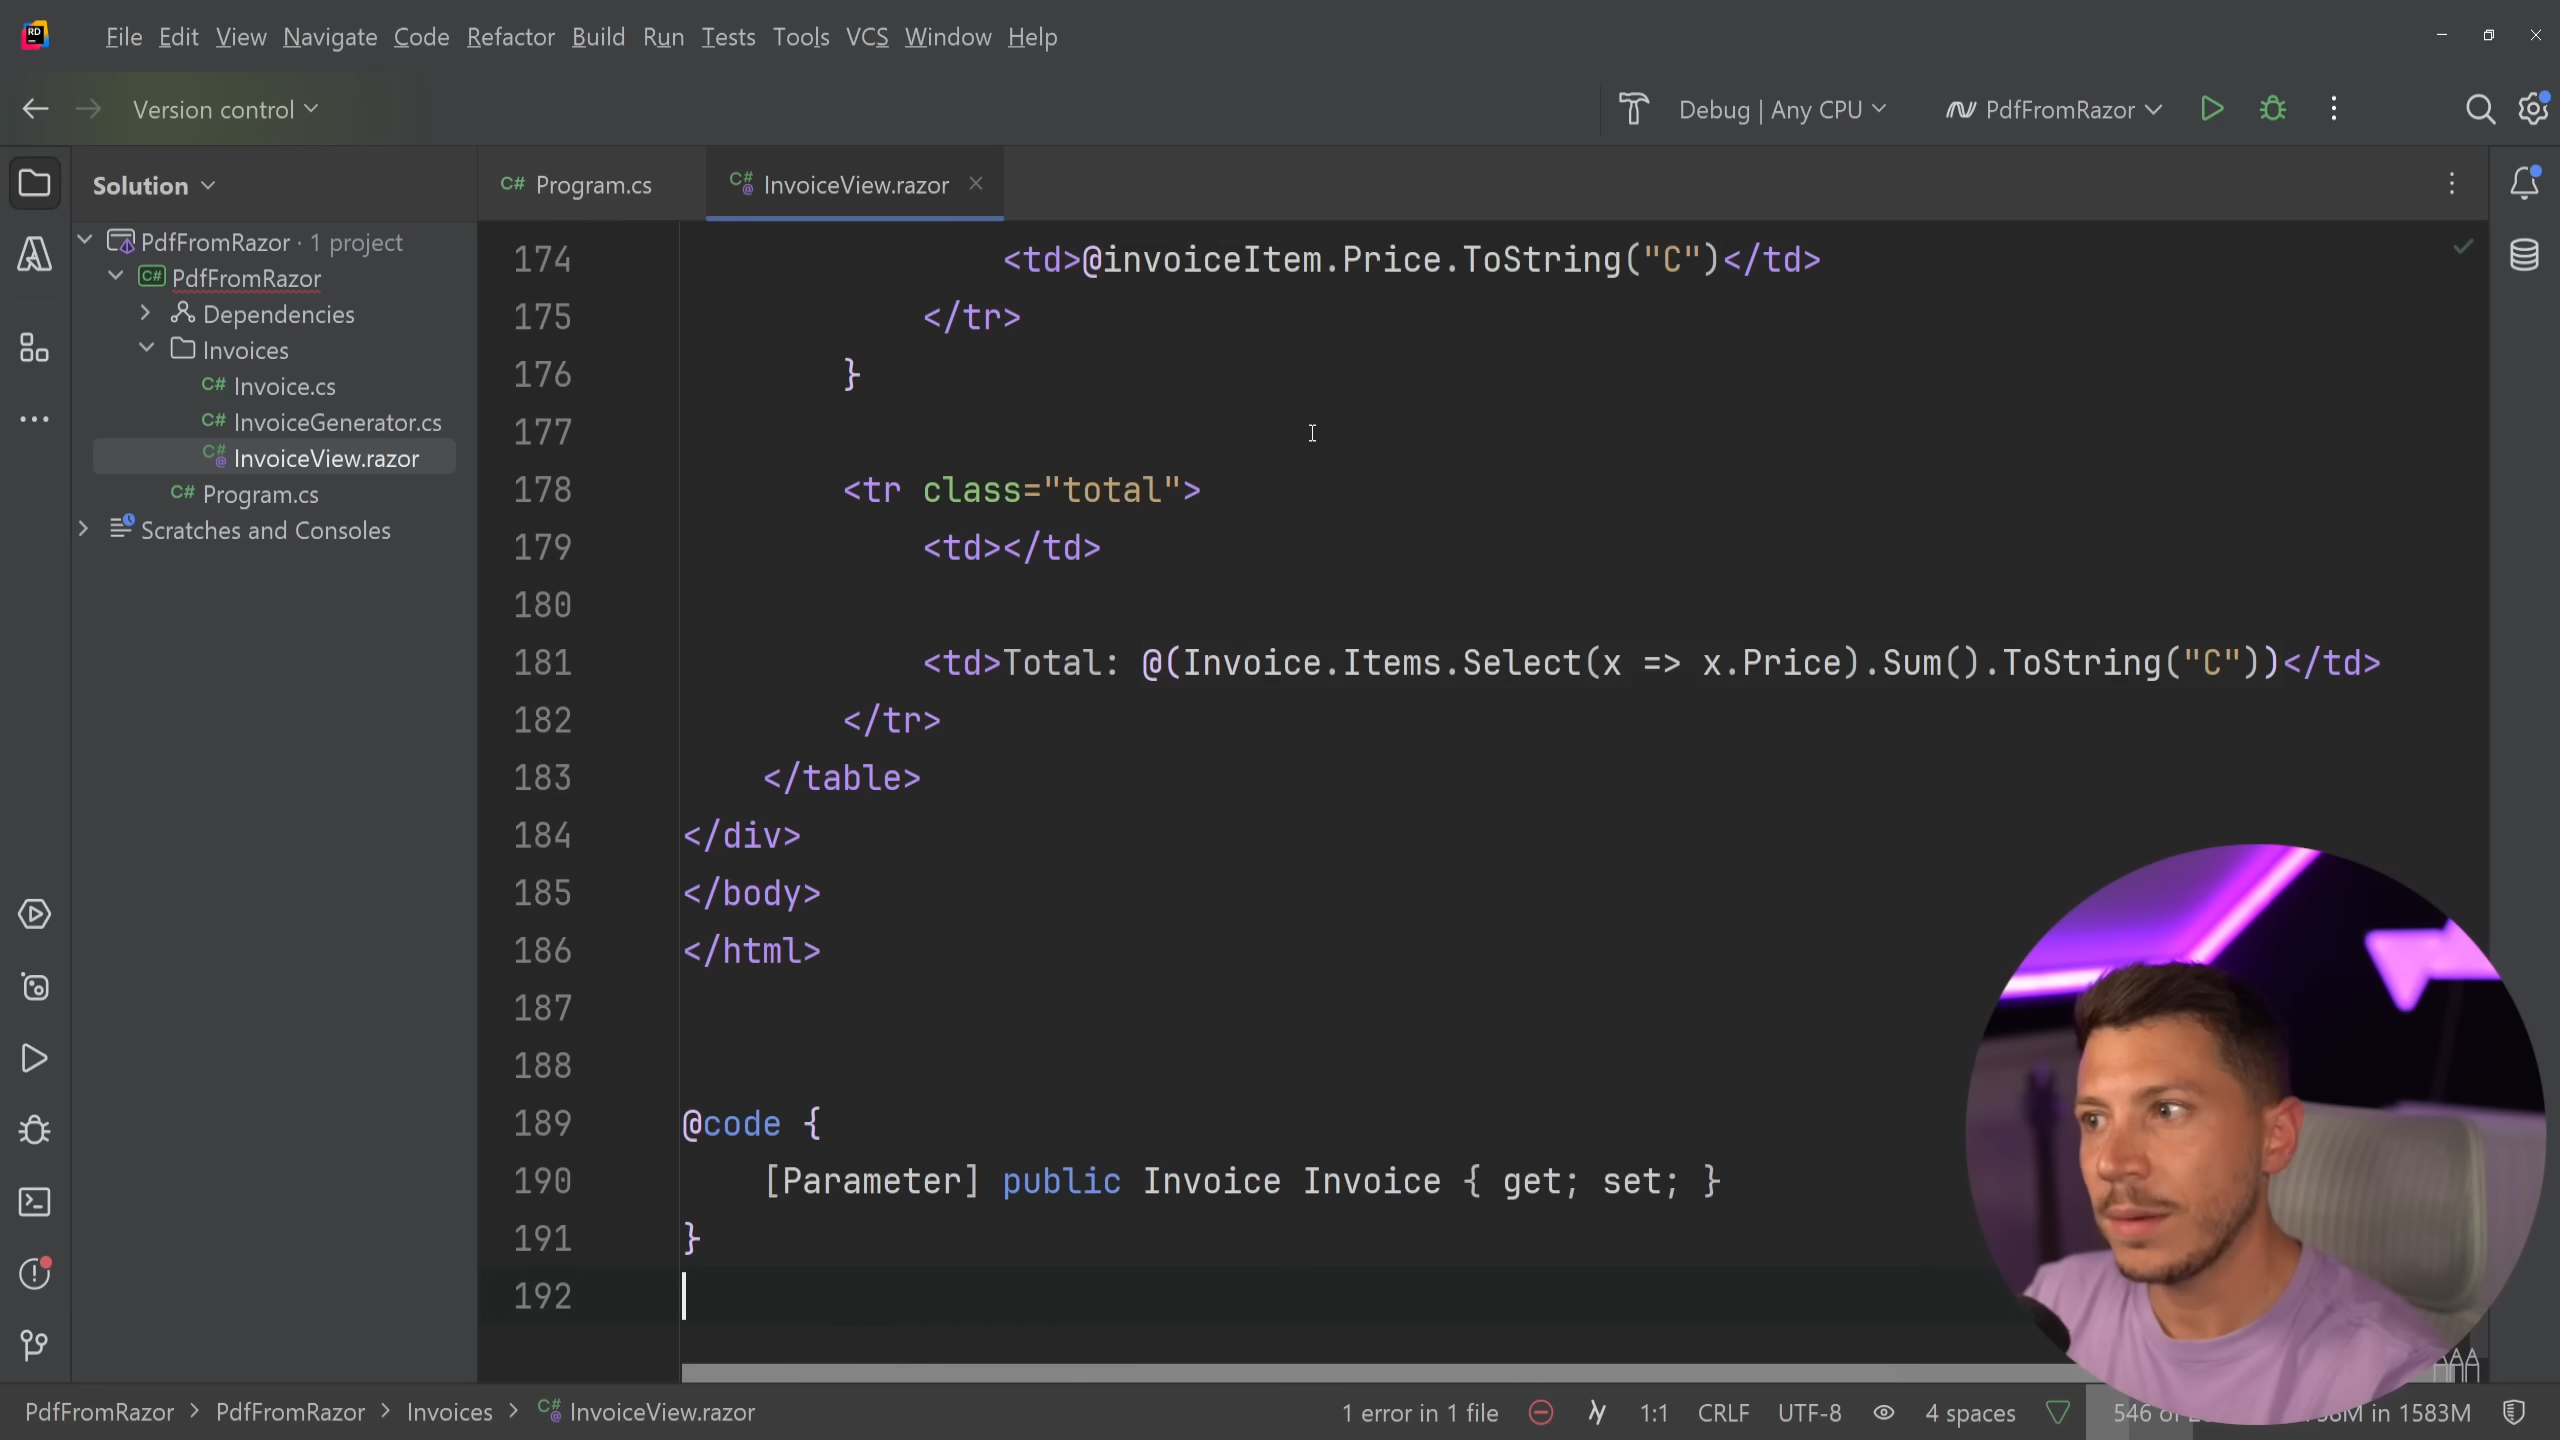 RD
File Edit View Navigate Code Refactor Build Run Tests Tools VCS Window Help
Version control
Debug | Any CPU
PdfFromRazor
Solution
C# Program.cs
C# InvoiceView.razor
PdfFromRazor · 1 project
C# PdfFromRazor
Dependencies
Invoices
C# Invoice.cs
C# InvoiceGenerator.cs
C# InvoiceView.razor
C# Program.cs
Scratches and Consoles
174 <td>@invoiceItem.Price.ToString("C")</td>
175 </tr>
176 }
177
178 <tr class="total">
179 <td></td>
180
181 <td>Total: @(Invoice.Items.Select(x => x.Price).Sum().ToString("C"))</td>
182 </tr>
183 </table>
184 </div>
185 </body>
186 </html>
187
188
189 @code {
190 [Parameter] public Invoice Invoice { get; set; }
191 }
192
PdfFromRazor > PdfFromRazor > Invoices > C# InvoiceView.razor
1 error in 1 file 1:1 CRLF UTF-8 4 spaces 546 in 1583M